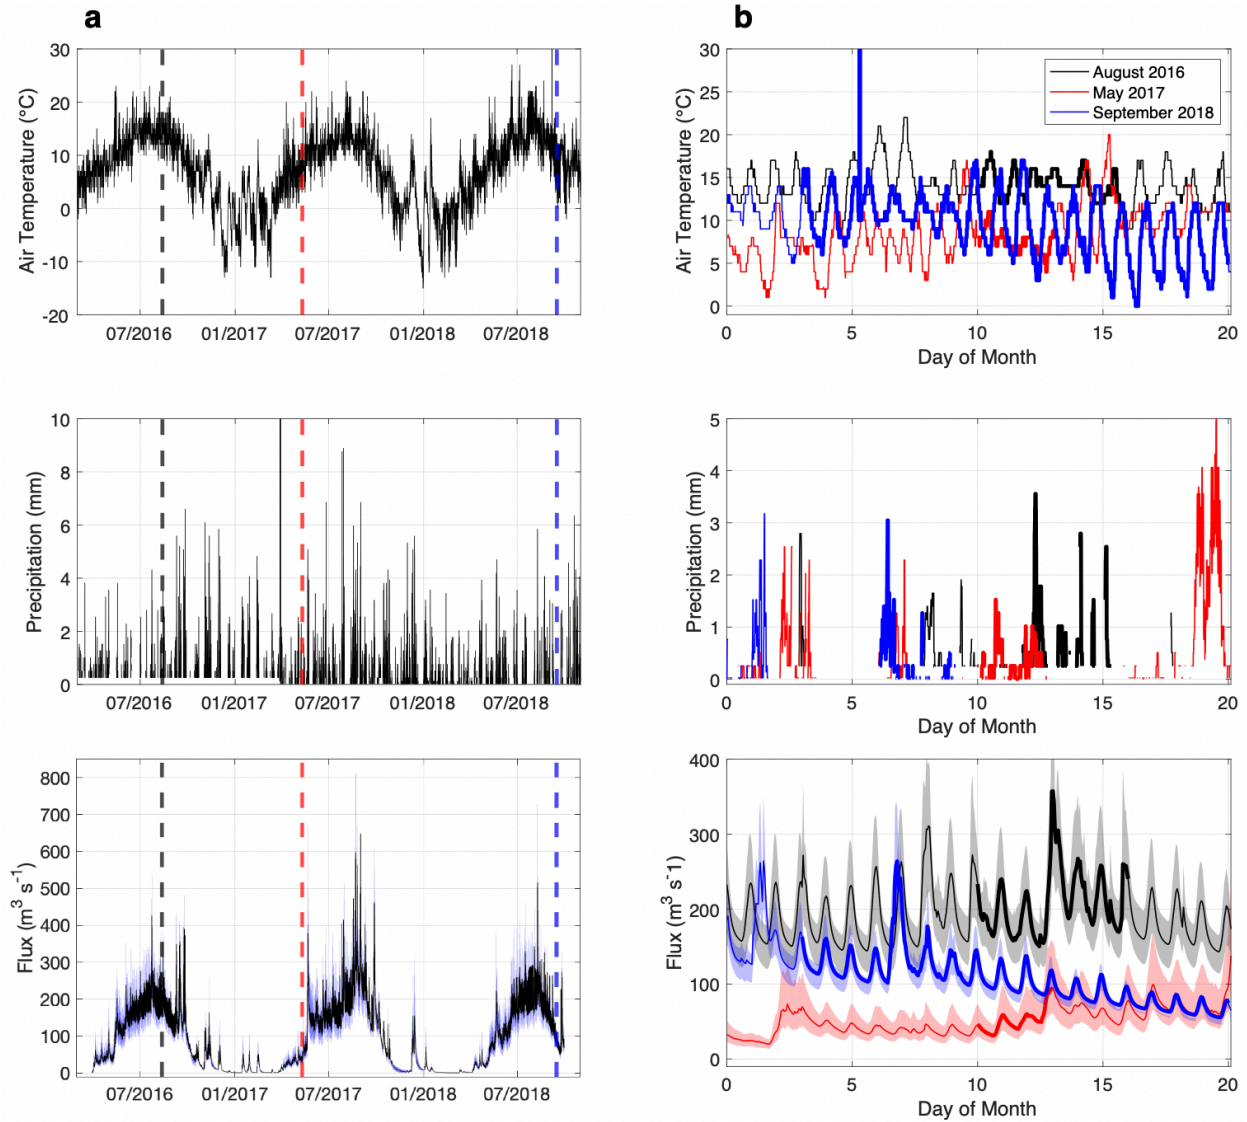 a
b
Air Temperature (°C)
30
20
10
0
-10
-20
07/2016 01/2017 07/2017 01/2018 07/2018
Air Temperature (°C)
30
25
20
15
10
5
0
August 2016
May 2017
September 2018
0 5 10 15 20
Day of Month
Precipitation (mm)
10
8
6
4
2
0
07/2016 01/2017 07/2017 01/2018 07/2018
Precipitation (mm)
5
4
3
2
1
0
0 5 10 15 20
Day of Month
Flux (m3 s-1)
800
700
600
500
400
300
200
100
0
07/2016 01/2017 07/2017 01/2018 07/2018
Flux (m3 s-1)
400
300
200
100
0
0 5 10 15 20
Day of Month